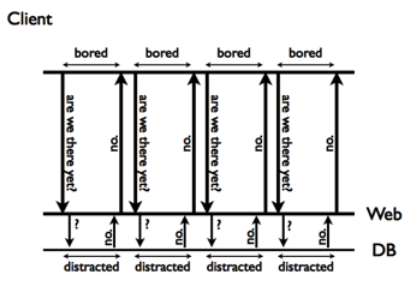 Client
bored bored bored bored
are we there yet? no. are we there yet? no. are we there yet? no. are we there yet? no.
Web
? no. ? no. ? no. ? no.
DB
distracted distracted distracted distracted